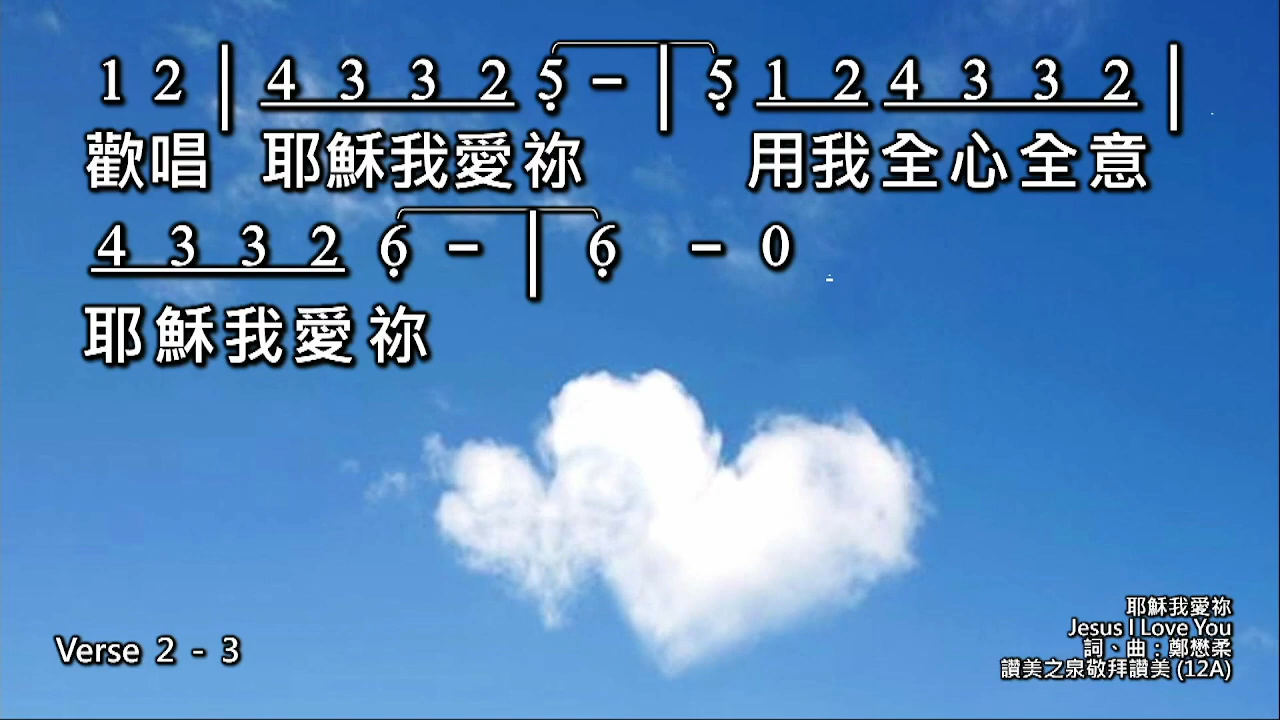 1 2 | 4 3 3 2 5̣ – | 5̣ 1 2 4 3 3 2 |
歡唱 耶穌我愛祢 用我全心全意
4 3 3 2 6̣ – | 6̣ – 0
耶穌我愛祢
Verse 2 - 3
耶穌我愛祢
Jesus I Love You
詞、曲：鄭懋柔
讚美之泉敬拜讚美 (12A)